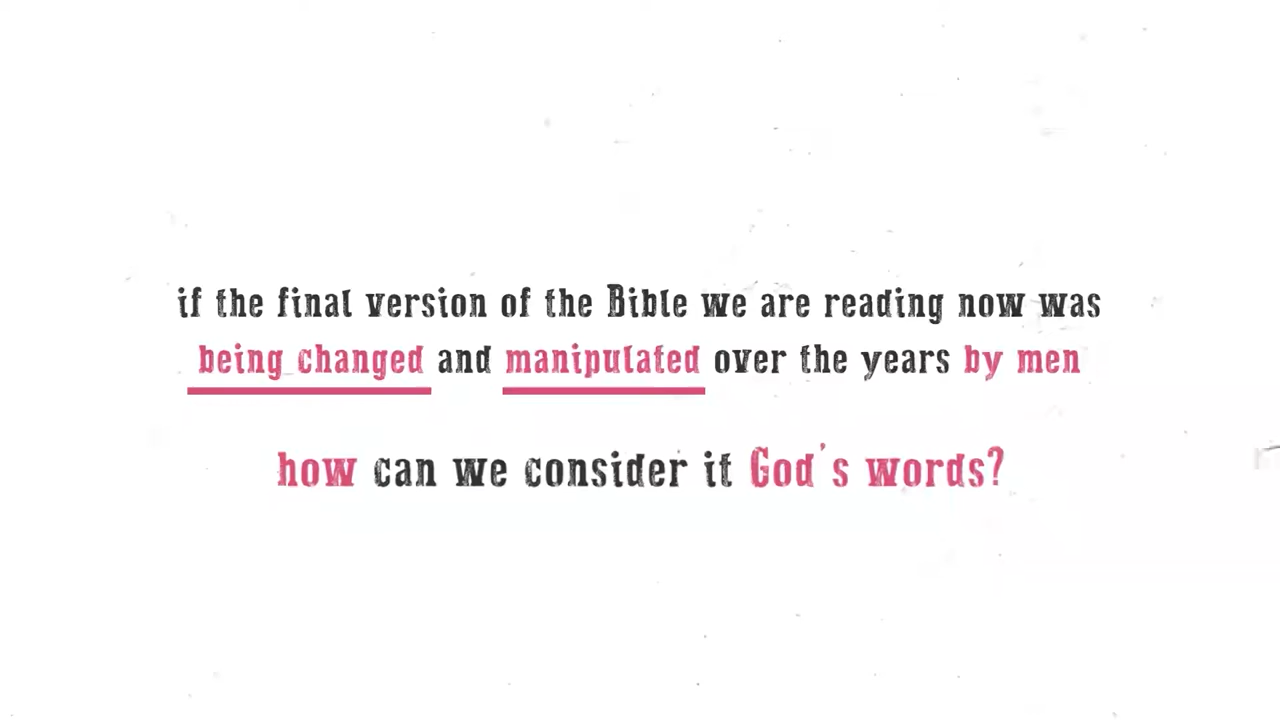 if the final version of the Bible we are reading now was
being changed and manipulated over the years by men
how can we consider it God's words?